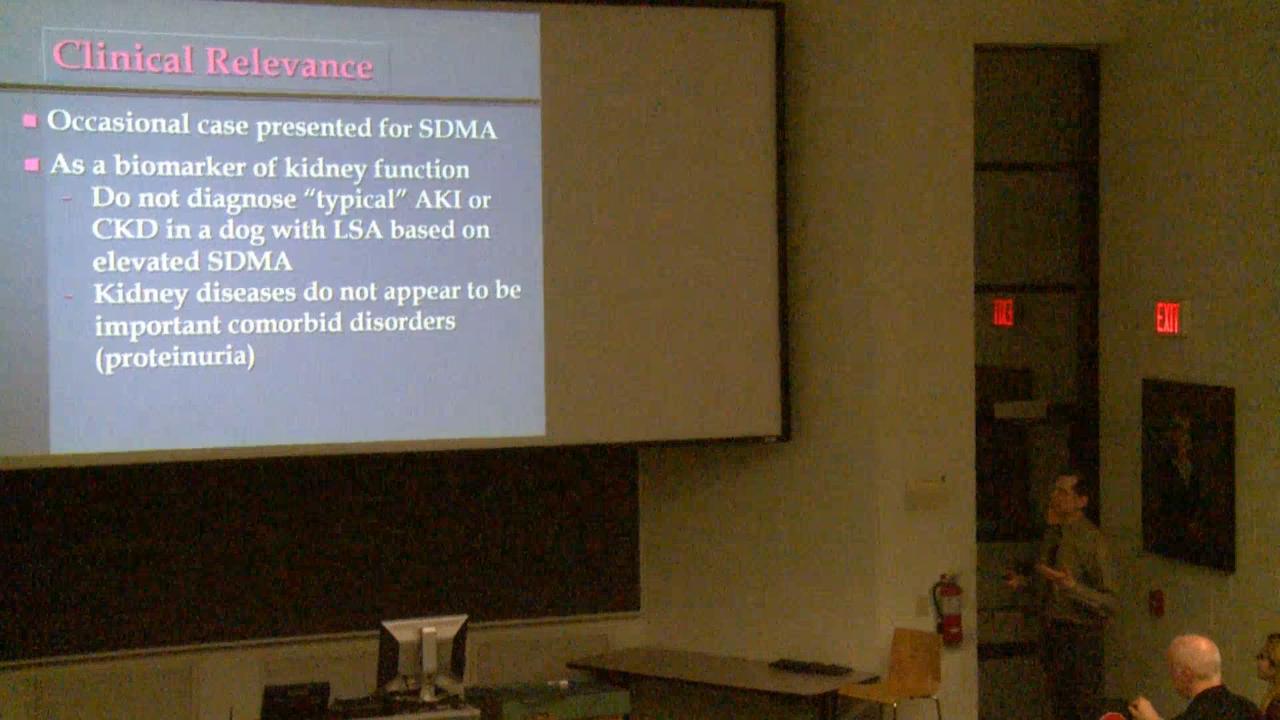 Clinical Relevance
Occasional case presented for SDMA
As a biomarker of kidney function
- Do not diagnose “typical” AKI or
CKD in a dog with LSA based on
elevated SDMA
- Kidney diseases do not appear to be
important comorbid disorders
(proteinuria)
EXIT